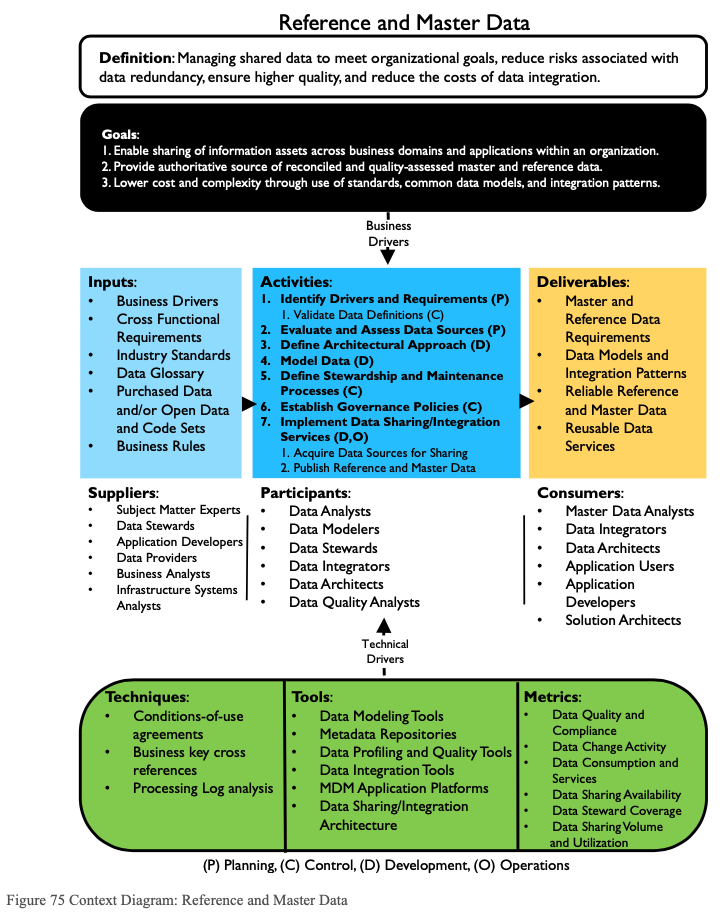 Reference and Master Data
Definition: Managing shared data to meet organizational goals, reduce risks associated with
data redundancy, ensure higher quality, and reduce the costs of data integration.
Goals:
1. Enable sharing of information assets across business domains and applications within an organization.
2. Provide authoritative source of reconciled and quality-assessed master and reference data.
3. Lower cost and complexity through use of standards, common data models, and integration patterns.
Business
Drivers
Inputs:
• Business Drivers
• Cross Functional
Requirements
• Industry Standards
• Data Glossary
• Purchased Data
and/or Open Data
and Code Sets
• Business Rules
Activities:
1. Identify Drivers and Requirements (P)
1. Validate Data Definitions (C)
2. Evaluate and Assess Data Sources (P)
3. Define Architectural Approach (D)
4. Model Data (D)
5. Define Stewardship and Maintenance
Processes (C)
6. Establish Governance Policies (C)
7. Implement Data Sharing/Integration
Services (D,O)
1. Acquire Data Sources for Sharing
2. Publish Reference and Master Data
Deliverables:
• Master and
Reference Data
Requirements
• Data Models and
Integration Patterns
• Reliable Reference
and Master Data
• Reusable Data
Services
Suppliers:
• Subject Matter Experts
• Data Stewards
• Application Developers
• Data Providers
• Business Analysts
• Infrastructure Systems
Analysts
Participants:
• Data Analysts
• Data Modelers
• Data Stewards
• Data Integrators
• Data Architects
• Data Quality Analysts
Consumers:
• Master Data Analysts
• Data Integrators
• Data Architects
• Application Users
• Application
Developers
• Solution Architects
Technical
Drivers
Techniques:
• Conditions-of-use
agreements
• Business key cross
references
• Processing Log analysis
Tools:
• Data Modeling Tools
• Metadata Repositories
• Data Profiling and Quality Tools
• Data Integration Tools
• MDM Application Platforms
• Data Sharing/Integration
Architecture
Metrics:
• Data Quality and
Compliance
• Data Change Activity
• Data Consumption and
Services
• Data Sharing Availability
• Data Steward Coverage
• Data Sharing Volume
and Utilization
(P) Planning, (C) Control, (D) Development, (O) Operations
Figure 75 Context Diagram: Reference and Master Data